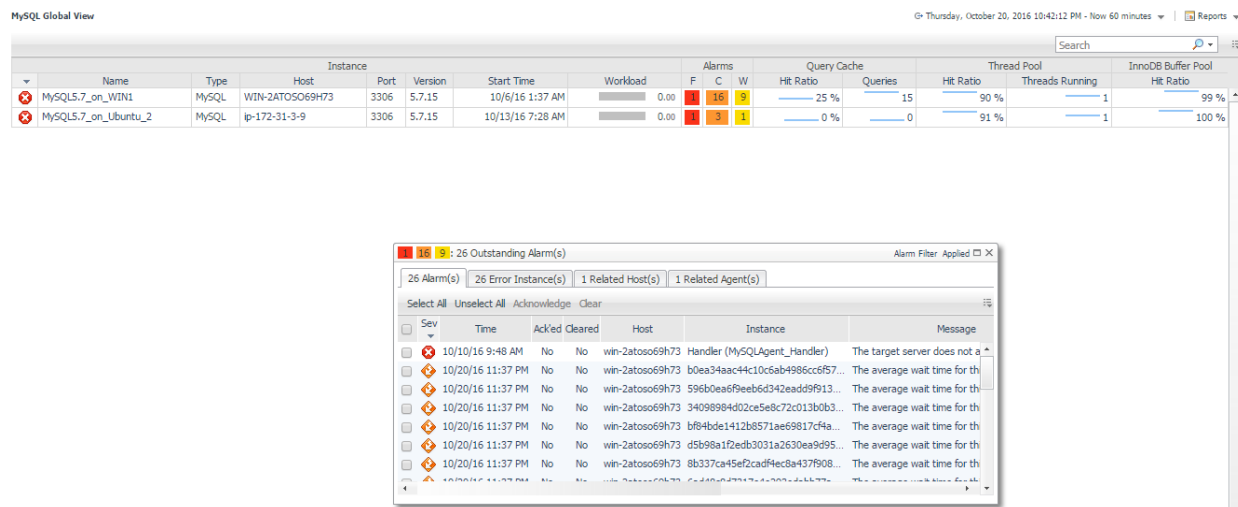 MySQL Global View
Thursday, October 20, 2016 10:42:12 PM - Now 60 minutes | Reports
Search
Instance Alarms Query Cache Thread Pool InnoDB Buffer Pool
Name Type Host Port Version Start Time Workload F C W Hit Ratio Queries Hit Ratio Threads Running Hit Ratio
MySQL5.7_on_WIN1 MySQL WIN-2ATOSO69H73 3306 5.7.15 10/6/16 1:37 AM 0.00 1 16 9 25 % 15 90 % 1 99 %
MySQL5.7_on_Ubuntu_2 MySQL ip-172-31-3-9 3306 5.7.15 10/13/16 7:28 AM 0.00 1 3 1 0 % 0 91 % 1 100 %
1 16 9 : 26 Outstanding Alarm(s) Alarm Filter Applied
26 Alarm(s) 26 Error Instance(s) 1 Related Host(s) 1 Related Agent(s)
Select All Unselect All Acknowledge Clear
Sev Time Ack'ed Cleared Host Instance Message
10/10/16 9:48 AM No No win-2atoso69h73 Handler (MySQLAgent_Handler) The target server does not a
10/20/16 11:37 PM No No win-2atoso69h73 b0ea34aac44c10c6ab4986cc6f57... The average wait time for th
10/20/16 11:37 PM No No win-2atoso69h73 596b0ea6f9eeb6d342eadd9f913... The average wait time for th
10/20/16 11:37 PM No No win-2atoso69h73 34098984d02ce5e8c72c013b0b3... The average wait time for th
10/20/16 11:37 PM No No win-2atoso69h73 bf84bde1412b8571ae69817cf4a... The average wait time for th
10/20/16 11:37 PM No No win-2atoso69h73 d5b98a1f2edb3031a2630ea9d95... The average wait time for th
10/20/16 11:37 PM No No win-2atoso69h73 8b337ca45ef2cadf4ec8a437f908... The average wait time for th